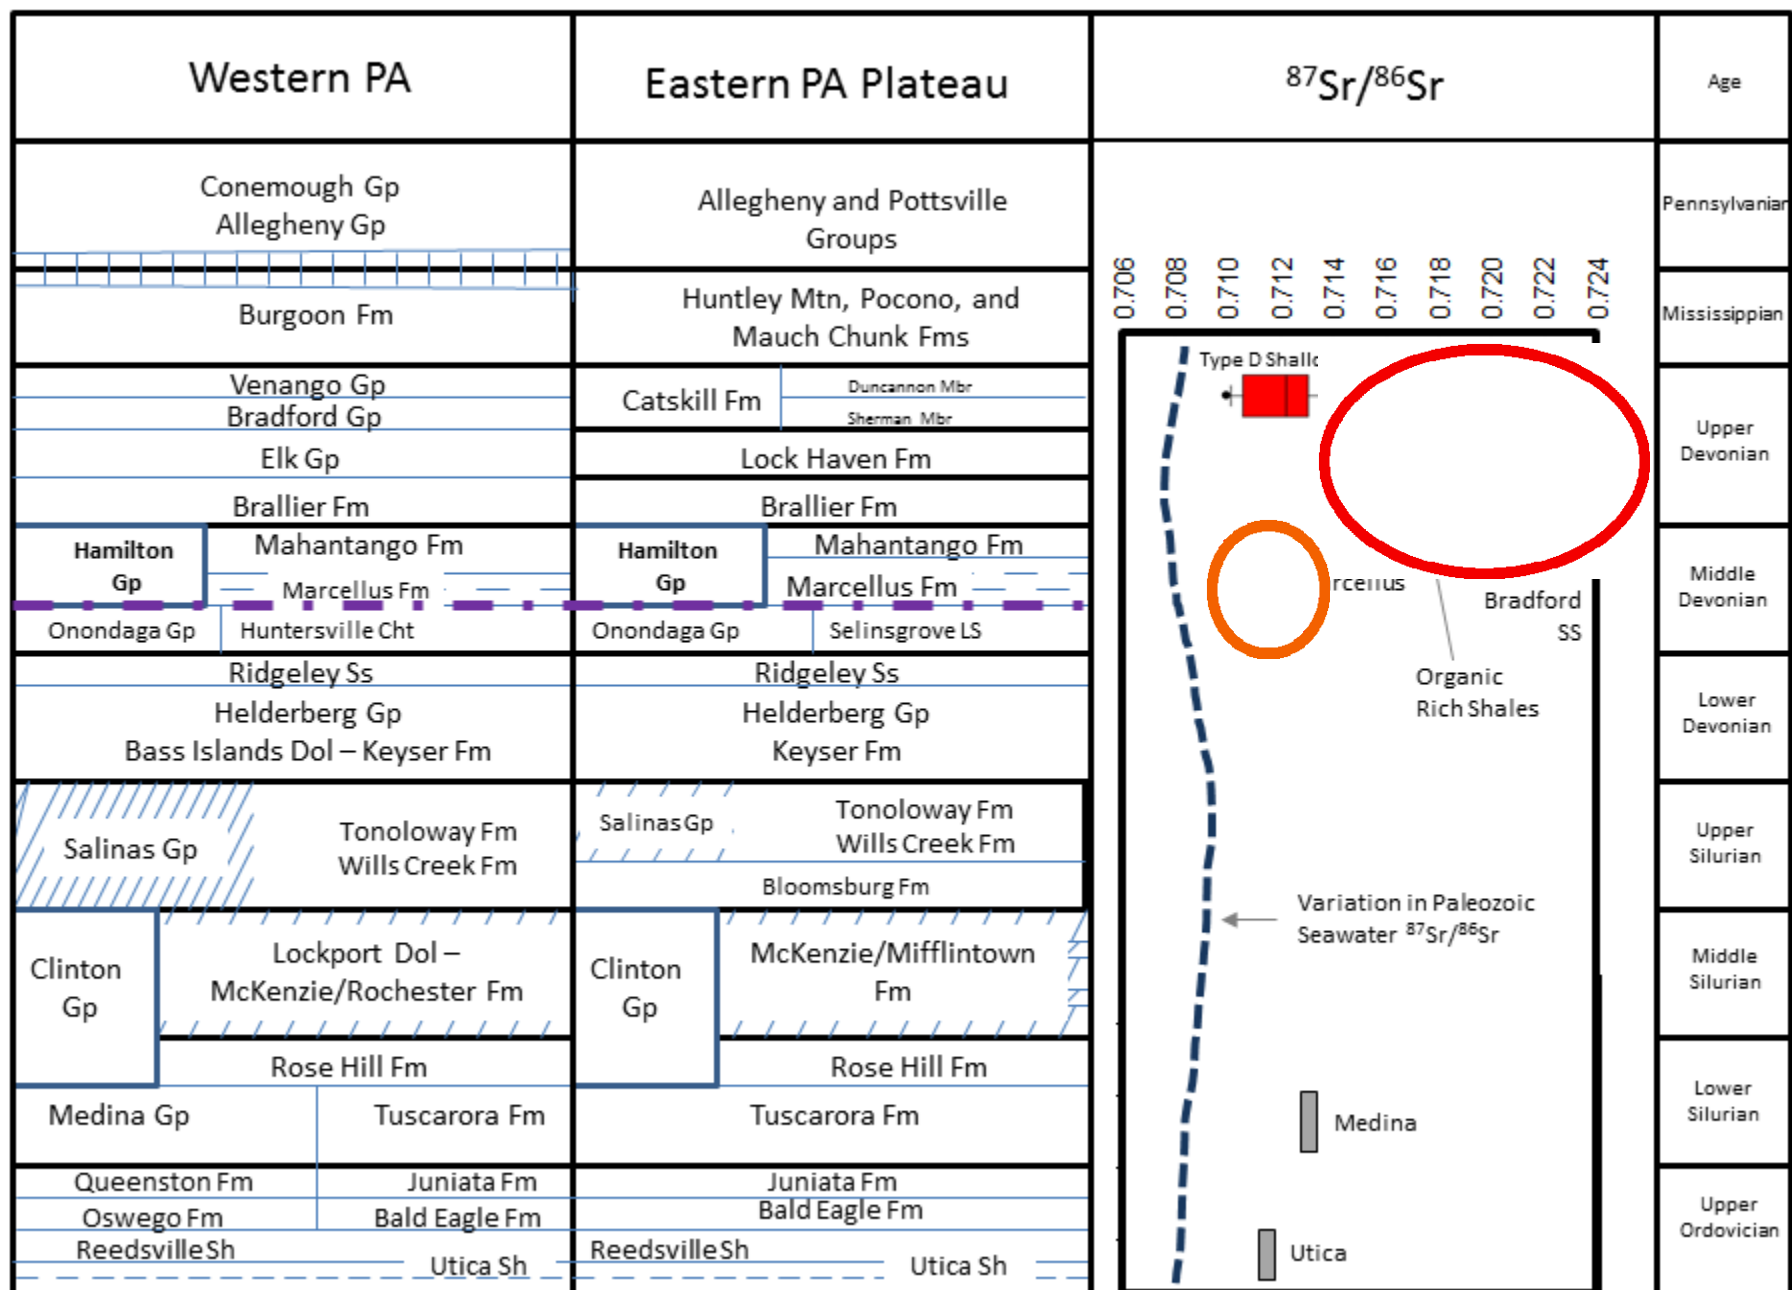 Western PA
Eastern PA Plateau
⁸⁷Sr/⁸⁶Sr
Age
Conemough Gp
Allegheny Gp
Allegheny and Pottsville
Groups
Pennsylvanian
Burgoon Fm
Huntley Mtn, Pocono, and
Mauch Chunk Fms
0.706
0.708
0.710
0.712
0.714
0.716
0.718
0.720
0.722
0.724
Mississippian
Venango Gp
Bradford Gp
Elk Gp
Brallier Fm
Catskill Fm
Duncannon Mbr
Sherman Mbr
Lock Haven Fm
Brallier Fm
Type D Shallo
Upper
Devonian
Hamilton
Gp
Mahantango Fm
Marcellus Fm
Onondaga Gp
Huntersville Cht
Hamilton
Gp
Mahantango Fm
Marcellus Fm
Onondaga Gp
Selinsgrove LS
rcellus
Bradford
SS
Middle
Devonian
Ridgeley Ss
Helderberg Gp
Bass Islands Dol – Keyser Fm
Ridgeley Ss
Helderberg Gp
Keyser Fm
Organic
Rich Shales
Lower
Devonian
Salinas Gp
Tonoloway Fm
Wills Creek Fm
Salinas Gp
Tonoloway Fm
Wills Creek Fm
Bloomsburg Fm
Upper
Silurian
Clinton
Gp
Lockport Dol –
McKenzie/Rochester Fm
Clinton
Gp
McKenzie/Mifflintown
Fm
Variation in Paleozoic
Seawater ⁸⁷Sr/⁸⁶Sr
Middle
Silurian
Rose Hill Fm
Medina Gp
Tuscarora Fm
Rose Hill Fm
Tuscarora Fm
Medina
Lower
Silurian
Queenston Fm
Juniata Fm
Oswego Fm
Bald Eagle Fm
Reedsville Sh
Utica Sh
Juniata Fm
Bald Eagle Fm
Reedsville Sh
Utica Sh
Utica
Upper
Ordovician